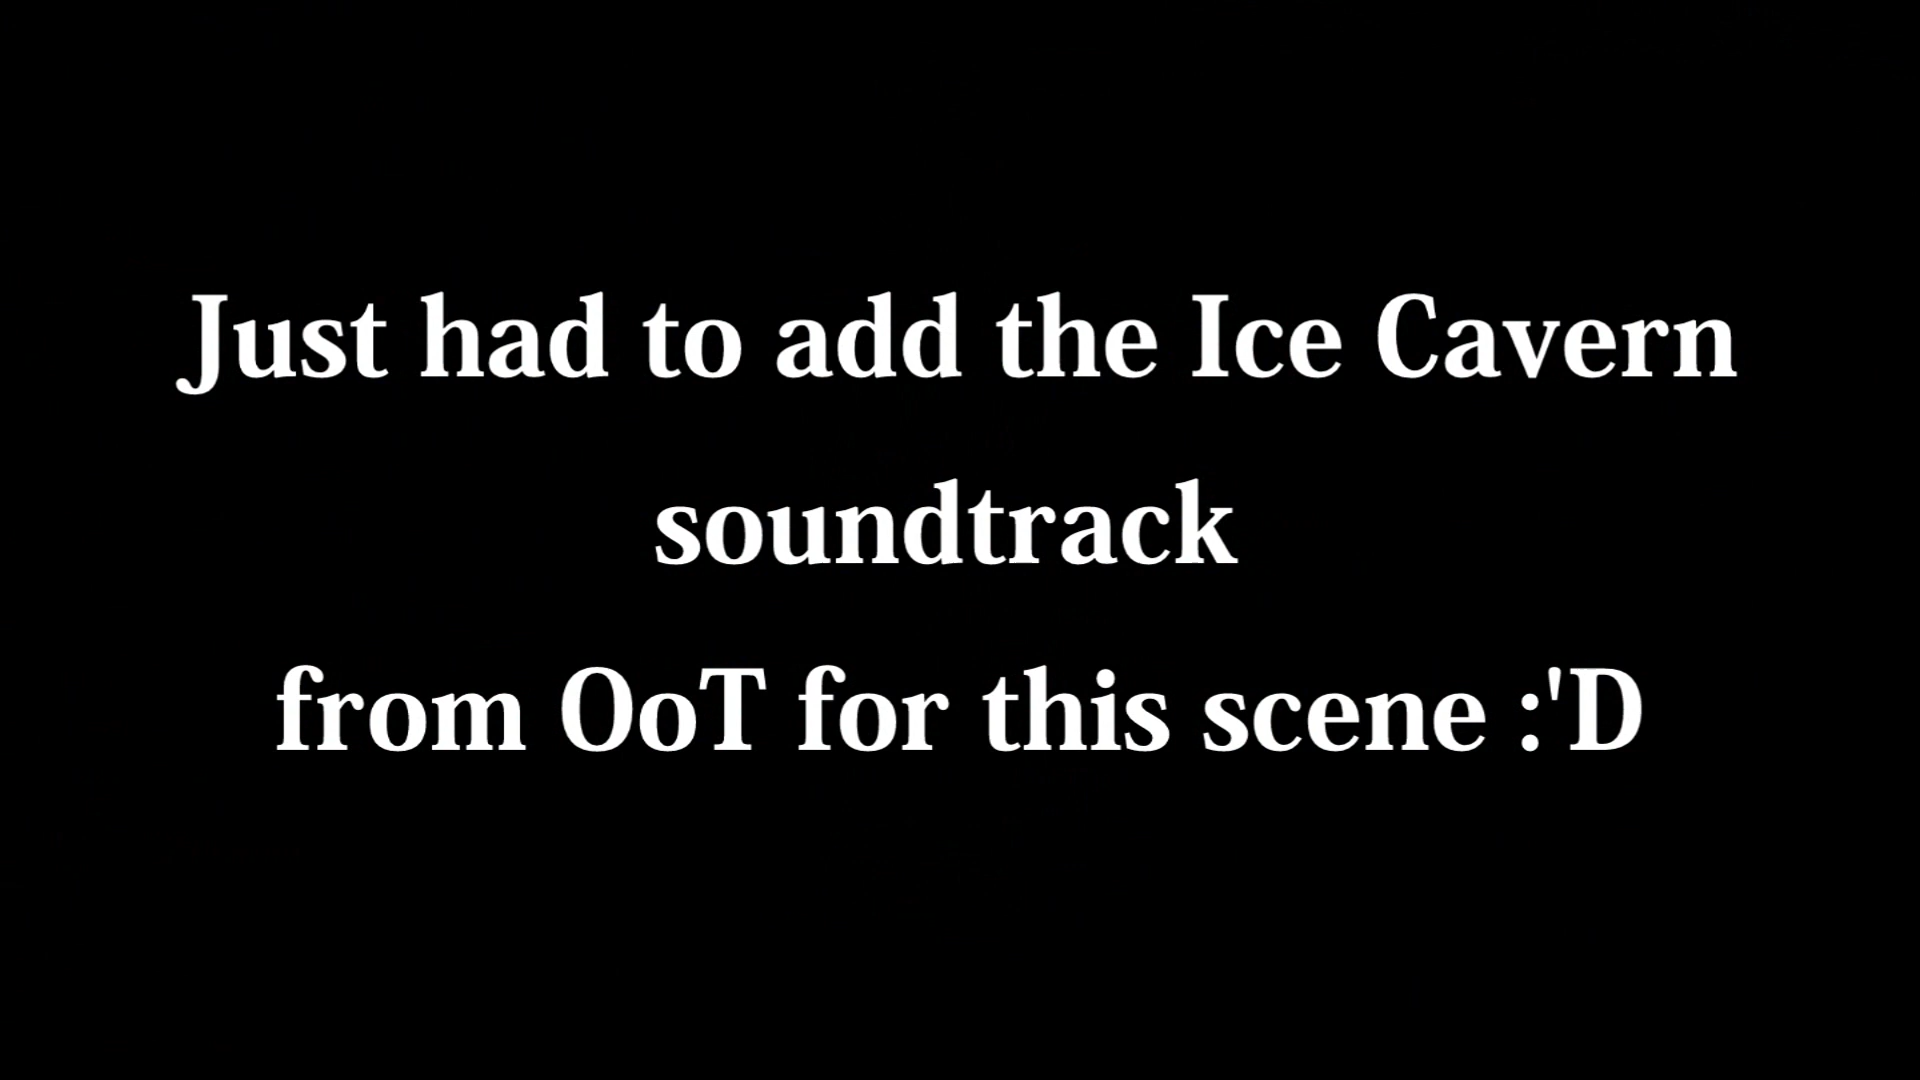 Just had to add the Ice Cavern
soundtrack
from OoT for this scene :'D